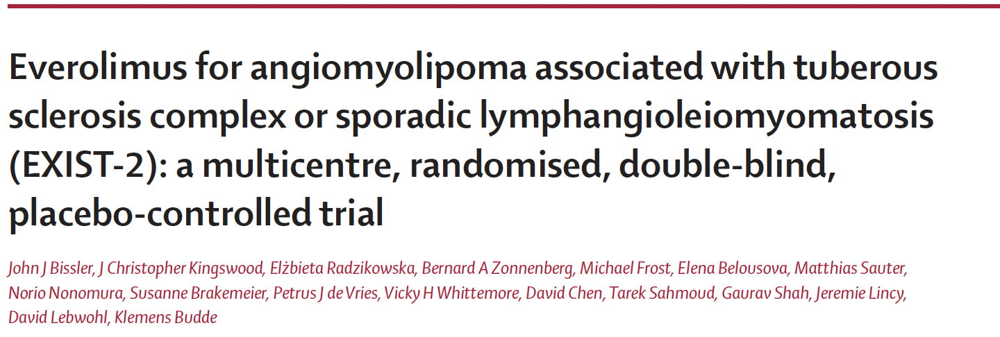 Everolimus for angiomyolipoma associated with tuberous
sclerosis complex or sporadic lymphangioleiomyomatosis
(EXIST-2): a multicentre, randomised, double-blind,
placebo-controlled trial
John J Bissler, J Christopher Kingswood, Elżbieta Radzikowska, Bernard A Zonnenberg, Michael Frost, Elena Belousova, Matthias Sauter,
Norio Nonomura, Susanne Brakemeier, Petrus J de Vries, Vicky H Whittemore, David Chen, Tarek Sahmoud, Gaurav Shah, Jeremie Lincy,
David Lebwohl, Klemens Budde